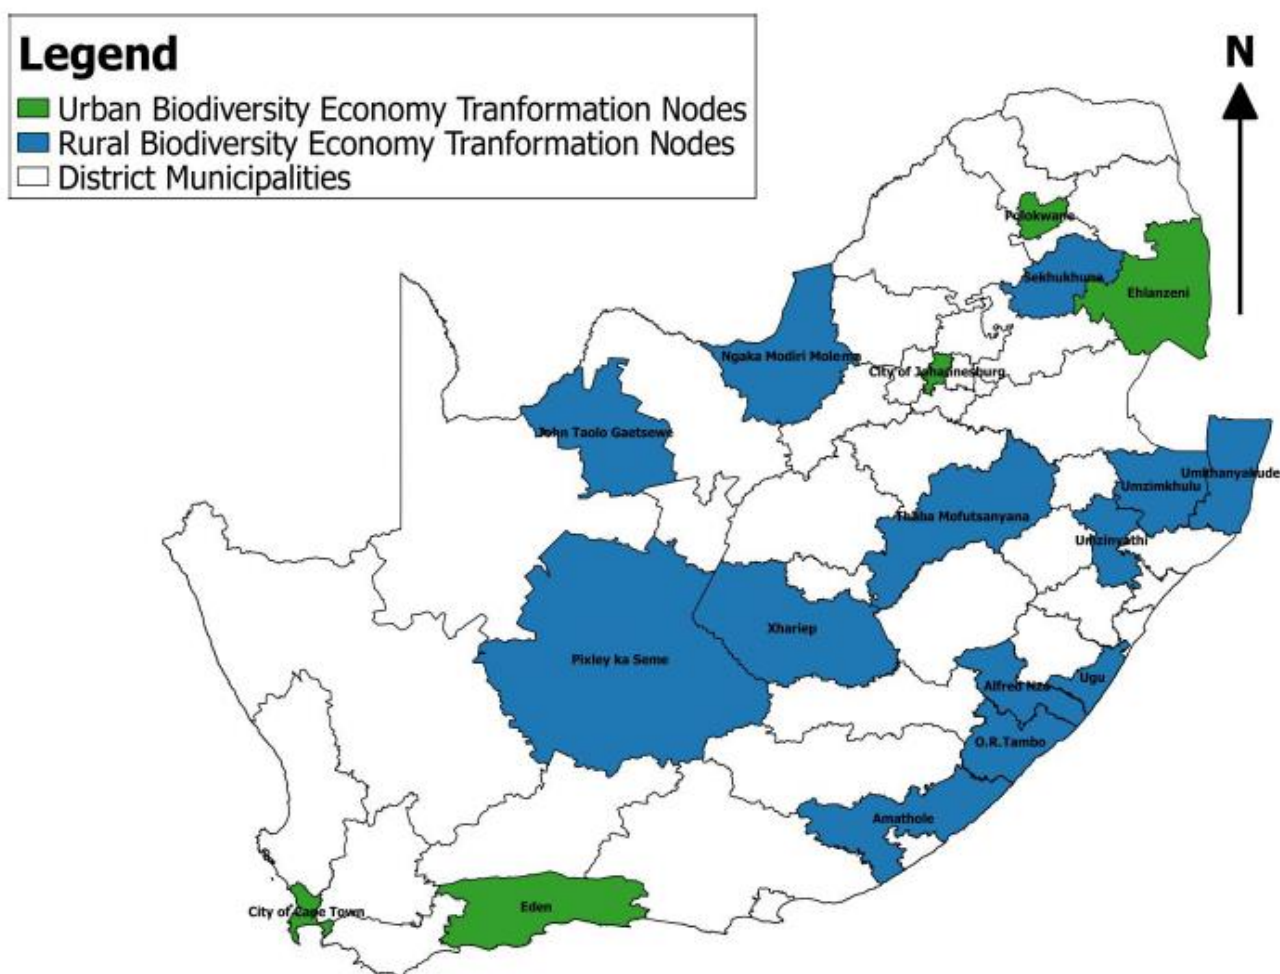 Legend
N
Urban Biodiversity Economy Tranformation Nodes
Rural Biodiversity Economy Tranformation Nodes
District Municipalities
Polokwane
Sekhukhune
Ehlanzeni
Ngaka Modiri Molema
City of Johannesburg
John Taolo Gaetsewe
Umkhanyakude
Umzimkhulu
Thaba Mofutsanyana
Umzinyathi
Xhariep
Pixley ka Seme
Ugu
Alfred Nzo
O.R.Tambo
Amathole
Eden
City of Cape Town